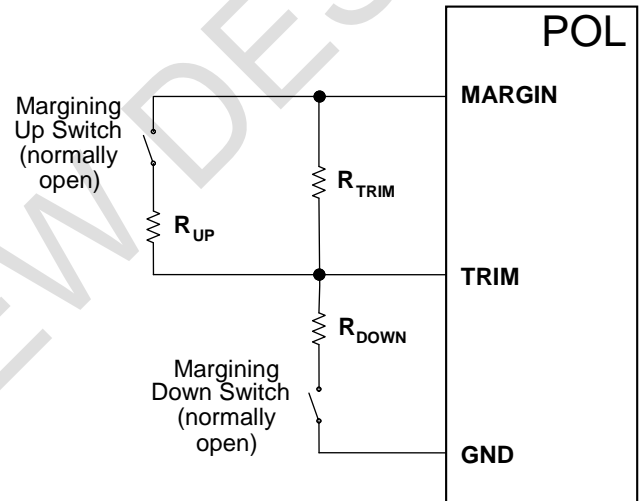 POL
MARGIN
Margining
Up Switch
(normally
open)
RTRIM
RUP
TRIM
RDOWN
Margining
Down Switch
(normally
open)
GND